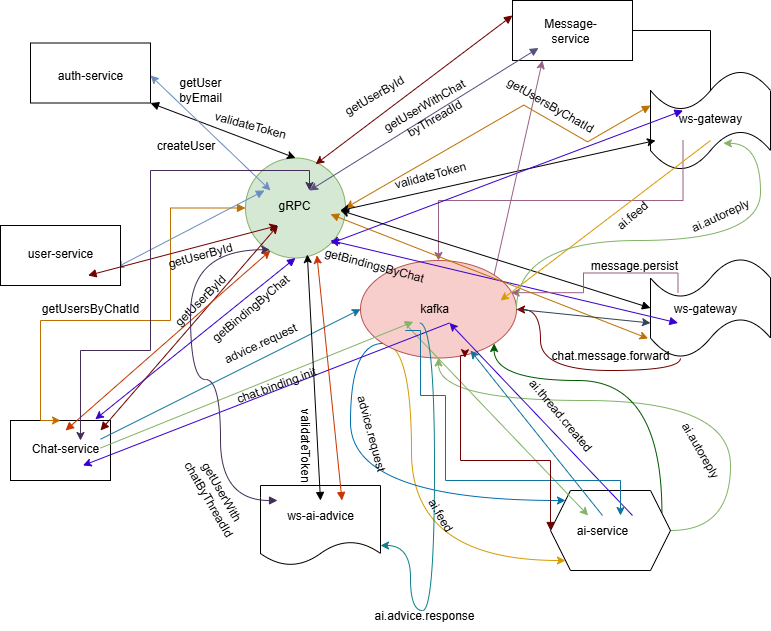 Message-
service
auth-service
getUser
byEmail
getUserById
getUserWithChat
byThreadId
getUsersByChatId
ws-gateway
validateToken
createUser
validateToken
gRPC
ai.feed
ai.autoreply
user-service
getUserById
getBindingsByChat
message.persist
getUsersByChatId
getUserById
getBindingByChat
kafka
ws-gateway
advice.request
chat.message.forward
chat.binding.init
ai.thread.created
advice.request
validateToken
Chat-service
ai.autoreply
getUserWith
chatByThreadId
ws-ai-advice
ai.feed
ai-service
ai.advice.response